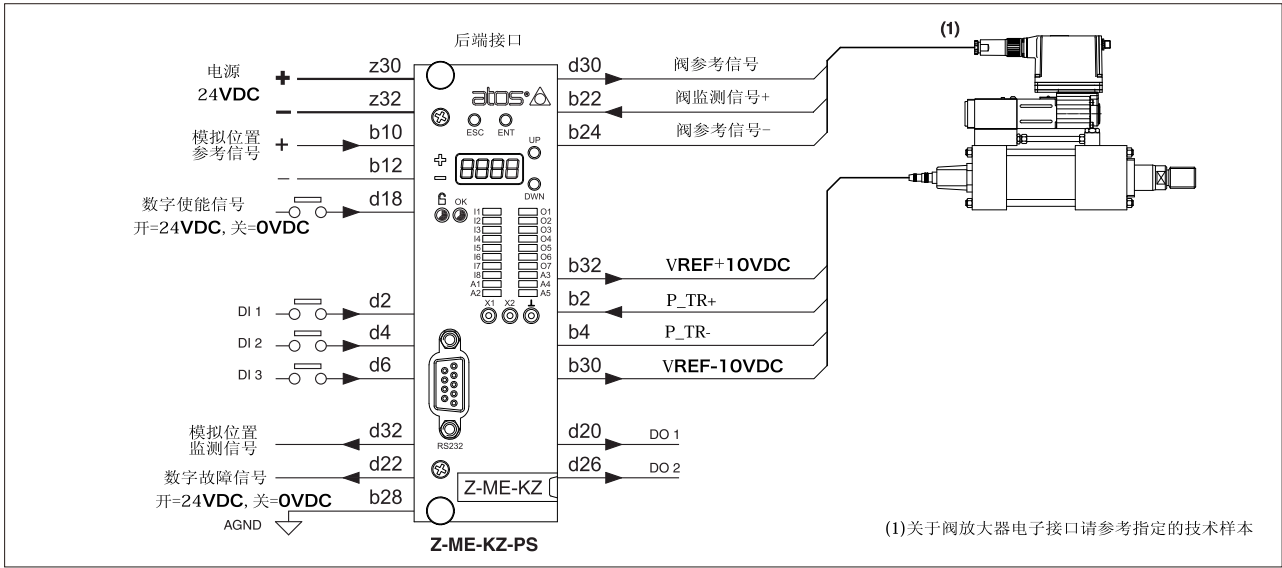 后端接口
(1)
电源
24VDC
+
z30
−
z32
模拟位置
参考信号
+
b10
−
b12
数字使能信号
开=24VDC, 关=0VDC
d18
DI 1
d2
DI 2
d4
DI 3
d6
模拟位置
监测信号
d32
数字故障信号
开=24VDC, 关=0VDC
d22
AGND
b28
atos®
ESC
ENT
UP
+
−
8888
DWN
OK
I1 O1
I2 O2
I3 O3
I4 O4
I5 O5
I6 O6
I7 O7
I8 A3
A1 A4
A2 A5
X1
X2
RS232
Z-ME-KZ
Z-ME-KZ-PS
d30
阀参考信号
b22
阀监测信号+
b24
阀参考信号−
b32
VREF+10VDC
b2
P_TR+
b4
P_TR-
b30
VREF-10VDC
d20
DO 1
d26
DO 2
(1)关于阀放大器电子接口请参考指定的技术样本